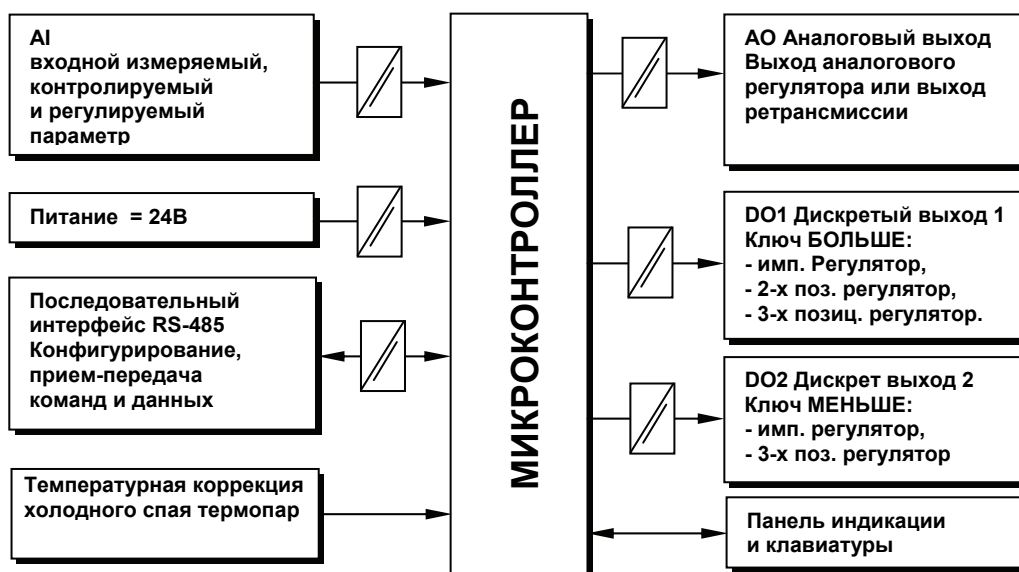 AI
входной измеряемый,
контролируемый
и регулируемый
параметр
Питание = 24В
Последовательный
интерфейс RS-485
Конфигурирование,
прием-передача
команд и данных
Температурная коррекция
холодного спая термопар
МИКРОКОНТРОЛЛЕР
АО Аналоговый выход
Выход аналогового
регулятора или выход
ретрансмиссии
DO1 Дискретый выход 1
Ключ БОЛЬШЕ:
- имп. Регулятор,
- 2-х поз. регулятор,
- 3-х позиц. регулятор.
DO2 Дискрет выход 2
Ключ МЕНЬШЕ:
- имп. регулятор,
- 3-х поз. регулятор
Панель индикации
и клавиатуры